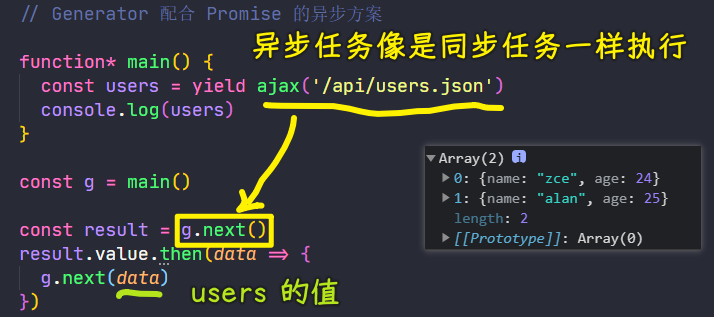 // Generator 配合 Promise 的异步方案
异步任务像是同步任务一样执行
function* main() {
  const users = yield ajax('/api/users.json')
  console.log(users)
}
const g = main()
const result = g.next()
result.value.then(data => {
  g.next(data)
})
users 的值
Array(2) i
0: {name: "zce", age: 24}
1: {name: "alan", age: 25}
length: 2
[[Prototype]]: Array(0)